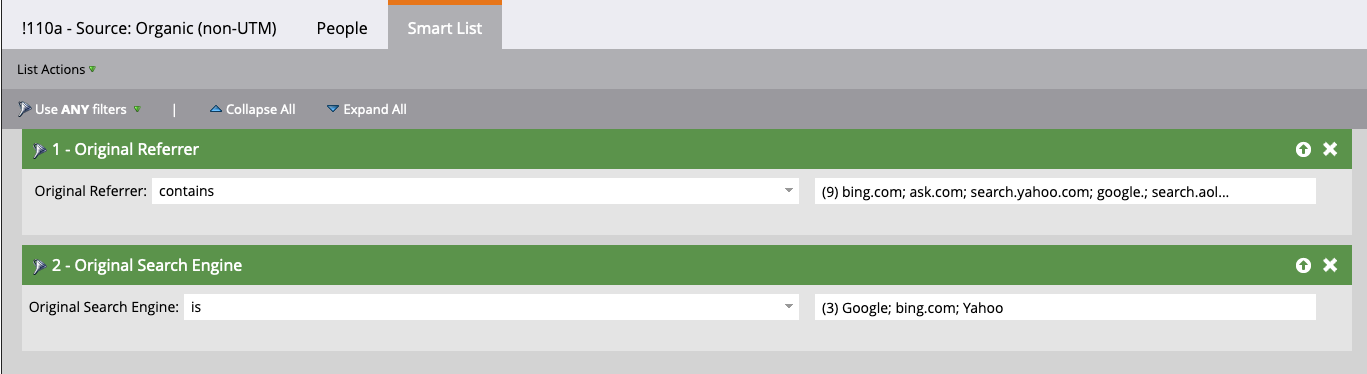 !110a - Source: Organic (non-UTM) People Smart List
List Actions
Use ANY filters | Collapse All Expand All
1 - Original Referrer
Original Referrer: contains (9) bing.com; ask.com; search.yahoo.com; google.; search.aol...
2 - Original Search Engine
Original Search Engine: is (3) Google; bing.com; Yahoo